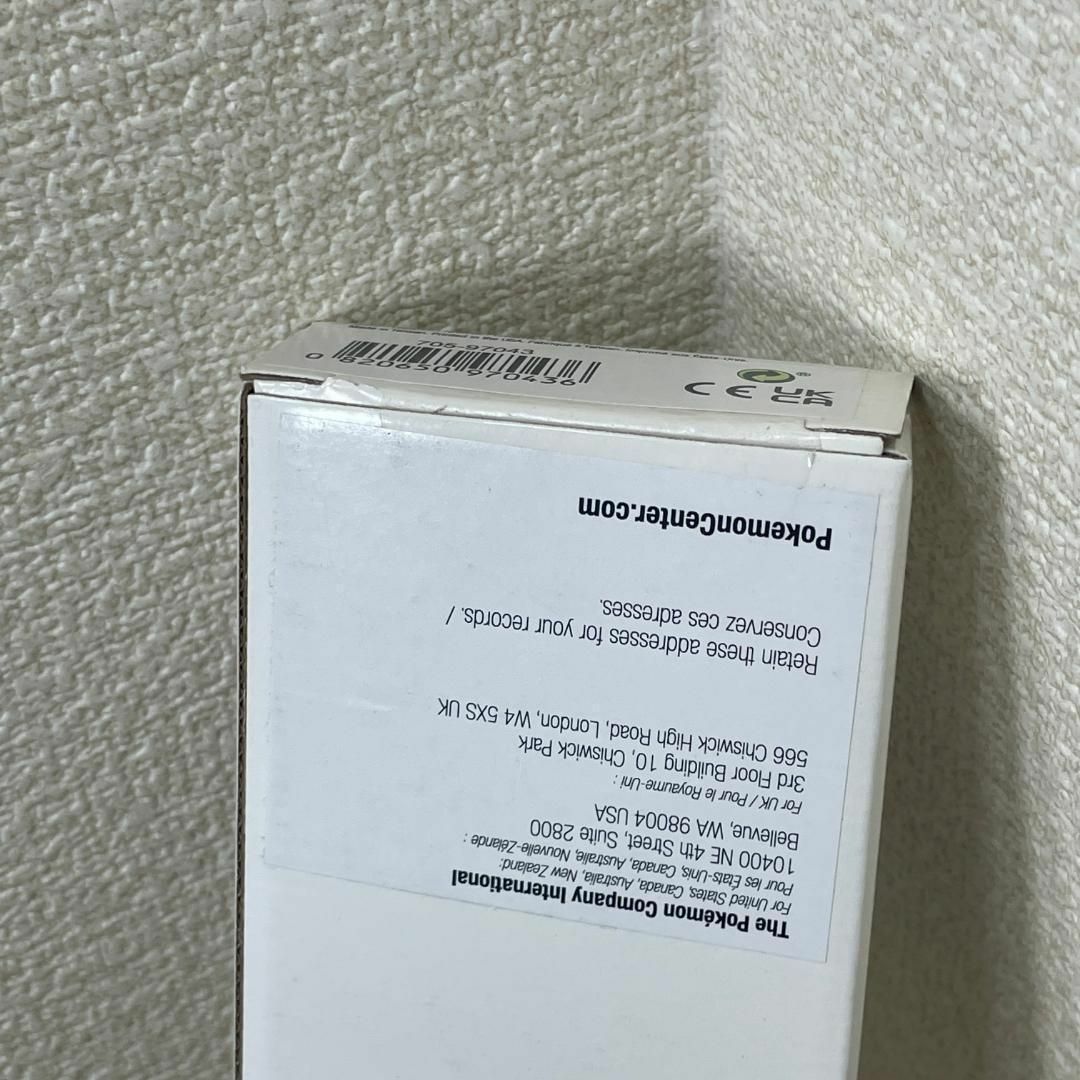 The Pokémon Company International
For United States, Canada, Australia, New Zealand:
Pour les États-Unis, Canada, Australie, Nouvelle-Zélande :
10400 NE 4th Street, Suite 2800
Bellevue, WA 98004 USA
For UK / Pour le Royaume-Uni :
3rd Floor Building 10, Chiswick Park
566 Chiswick High Road, London, W4 5XS UK
Retain these addresses for your records. /
Conservez ces adresses.
PokemonCenter.com
705-97043
0 820650 970436
CE
UK
CA